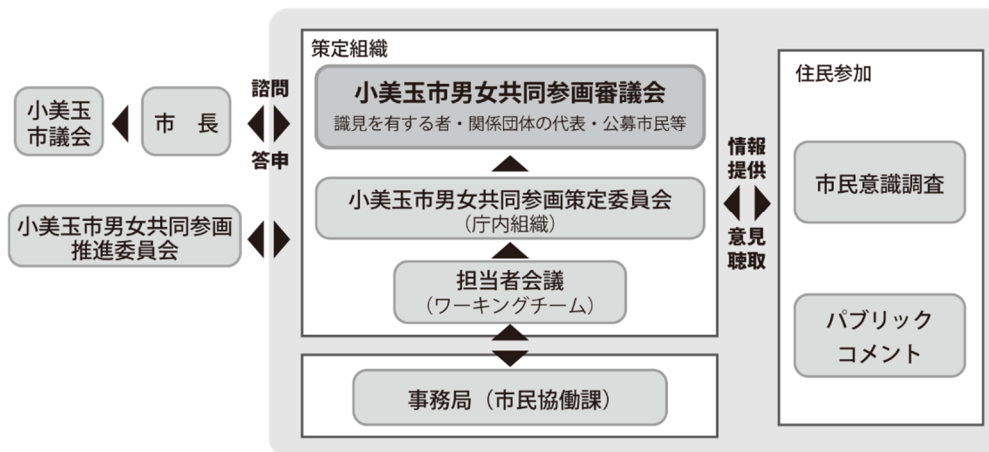 策定組織
小美玉市男女共同参画審議会
識見を有する者・関係団体の代表・公募市民等
小美玉
市議会
市　長
諮問
答申
小美玉市男女共同参画
推進委員会
小美玉市男女共同参画策定委員会
（庁内組織）
担当者会議
（ワーキングチーム）
事務局（市民協働課）
情報
提供
意見
聴取
住民参加
市民意識調査
パブリック
コメント